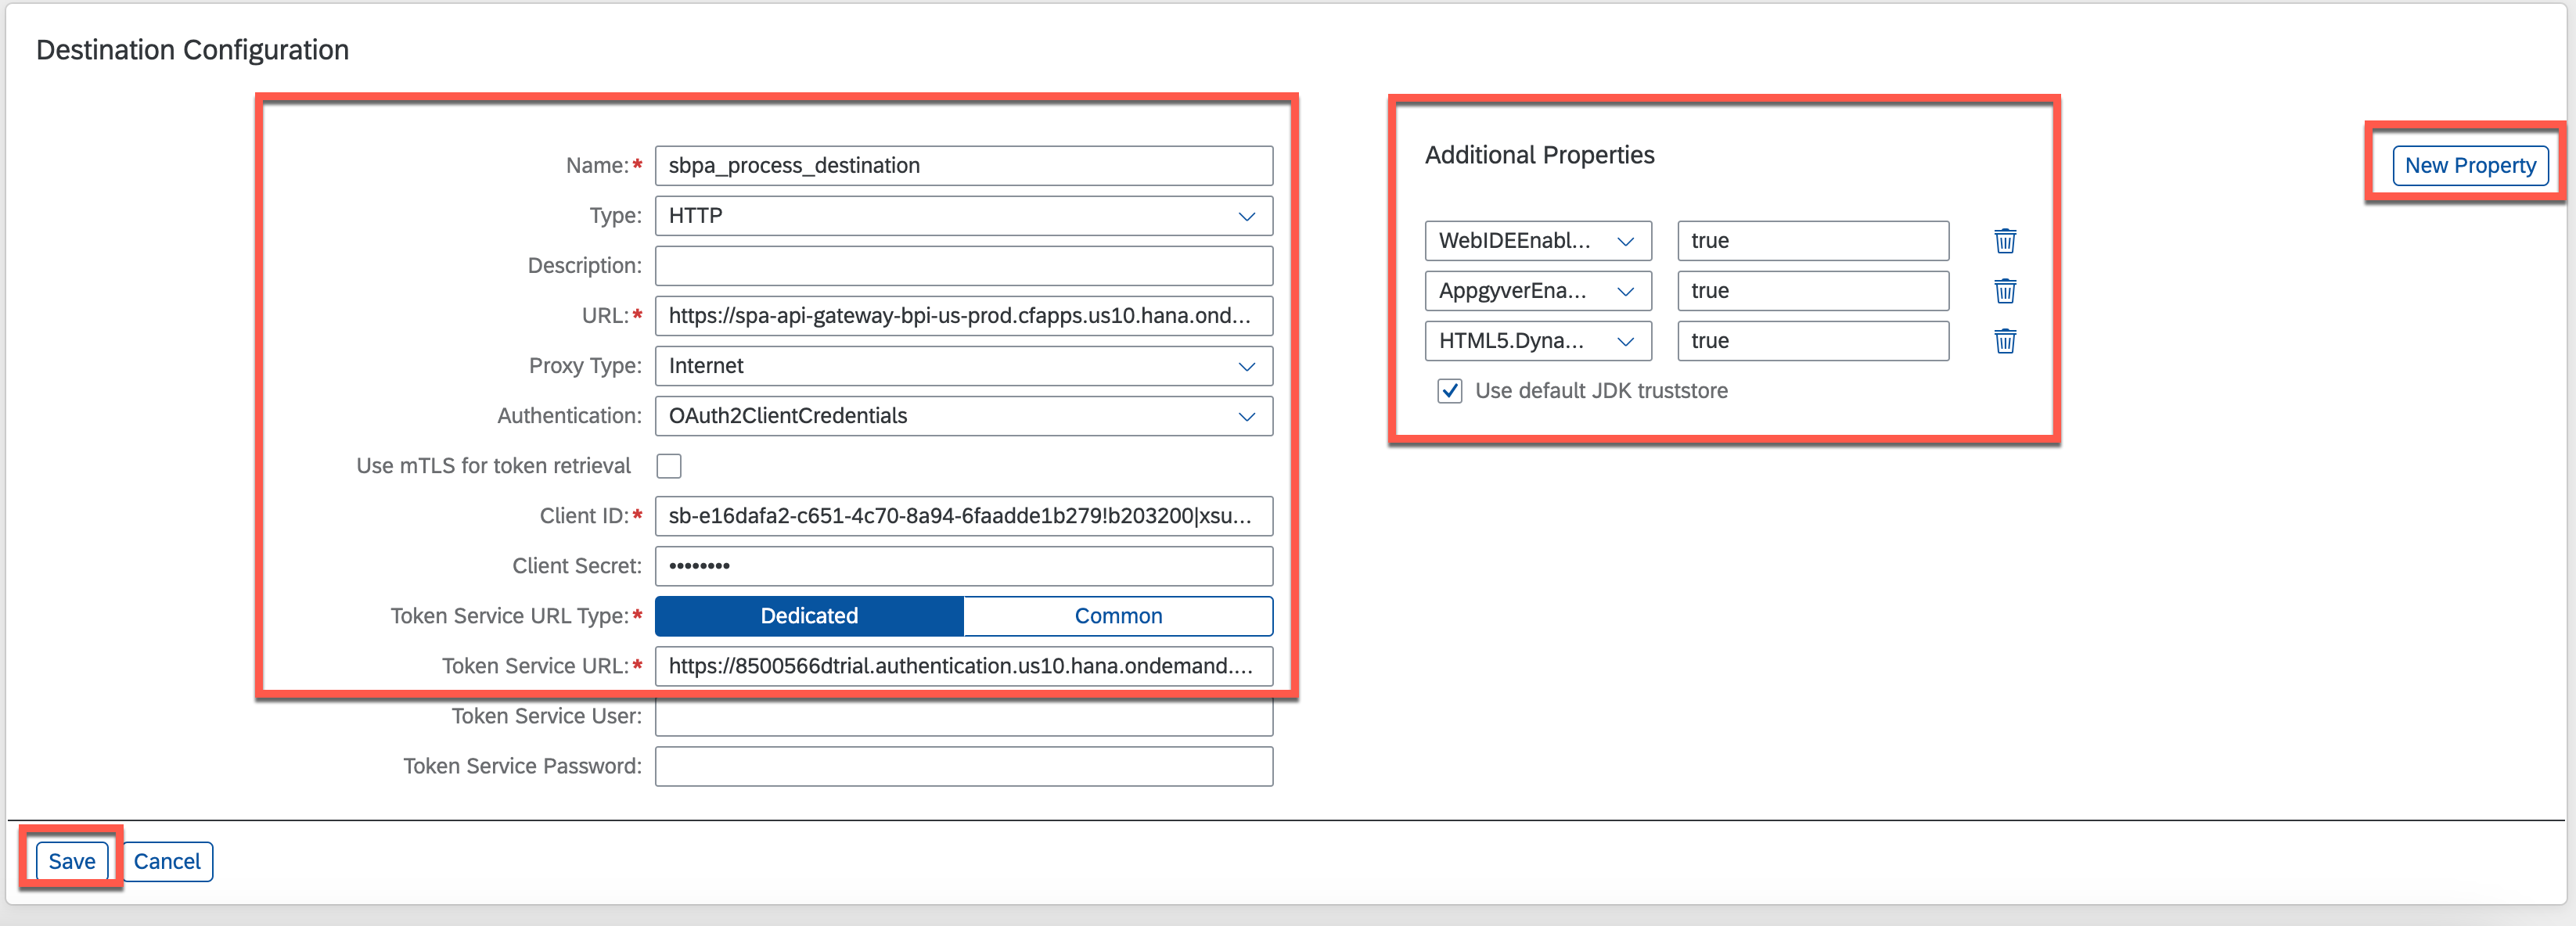 Destination Configuration
Name:* sbpa_process_destination
Type: HTTP
Description:
URL:* https://spa-api-gateway-bpi-us-prod.cfapps.us10.hana.ond...
Proxy Type: Internet
Authentication: OAuth2ClientCredentials
Use mTLS for token retrieval
Client ID:* sb-e16dafa2-c651-4c70-8a94-6faadde1b279!b203200|xsu...
Client Secret: ••••••••
Token Service URL Type:* Dedicated Common
Token Service URL:* https://8500566dtrial.authentication.us10.hana.ondemand....
Token Service User:
Token Service Password:
Additional Properties
New Property
WebIDEEnabl... true
AppgyverEna... true
HTML5.Dyna... true
Use default JDK truststore
Save Cancel